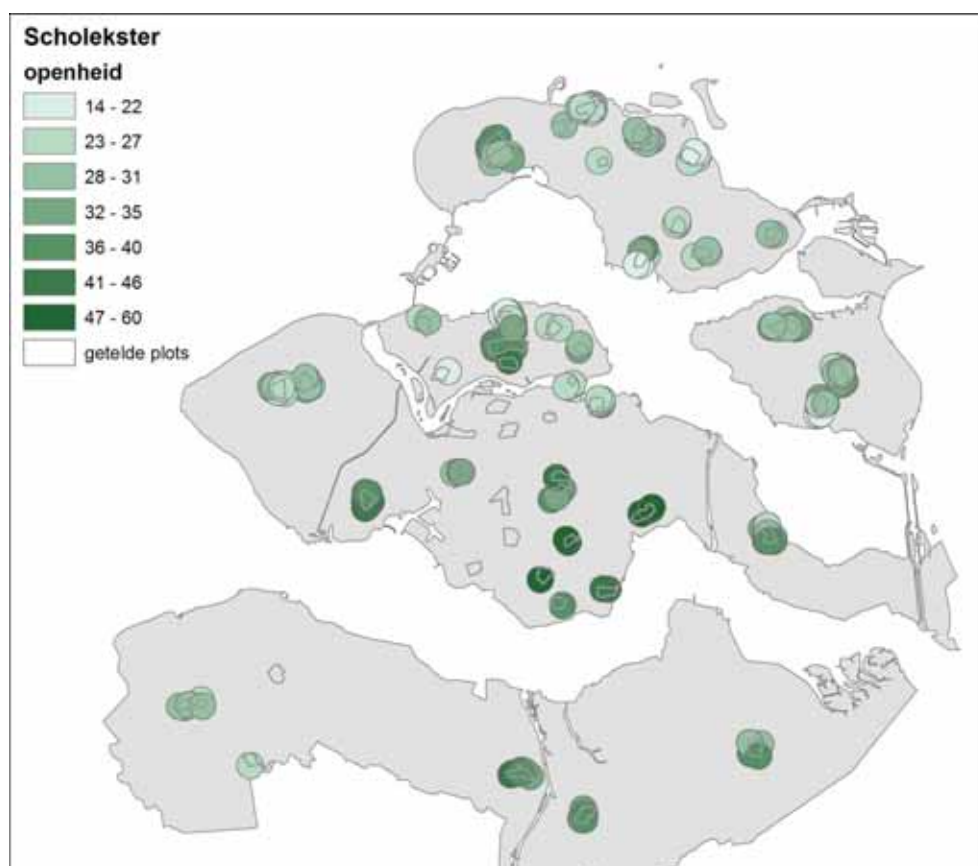 Scholekster
openheid
14 - 22
23 - 27
28 - 31
32 - 35
36 - 40
41 - 46
47 - 60
getelde plots